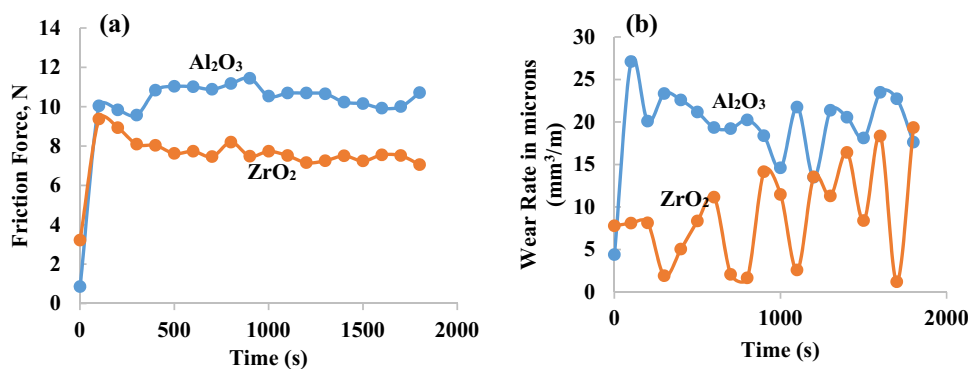 (a)
Friction Force, N
14
12
10
8
6
4
2
0
Al₂O₃
ZrO₂
0 500 1000 1500 2000
Time (s)
(b)
Wear Rate in microns
(mm³/m)
30
25
20
15
10
5
0
Al₂O₃
ZrO₂
0 1000 2000
Time (s)